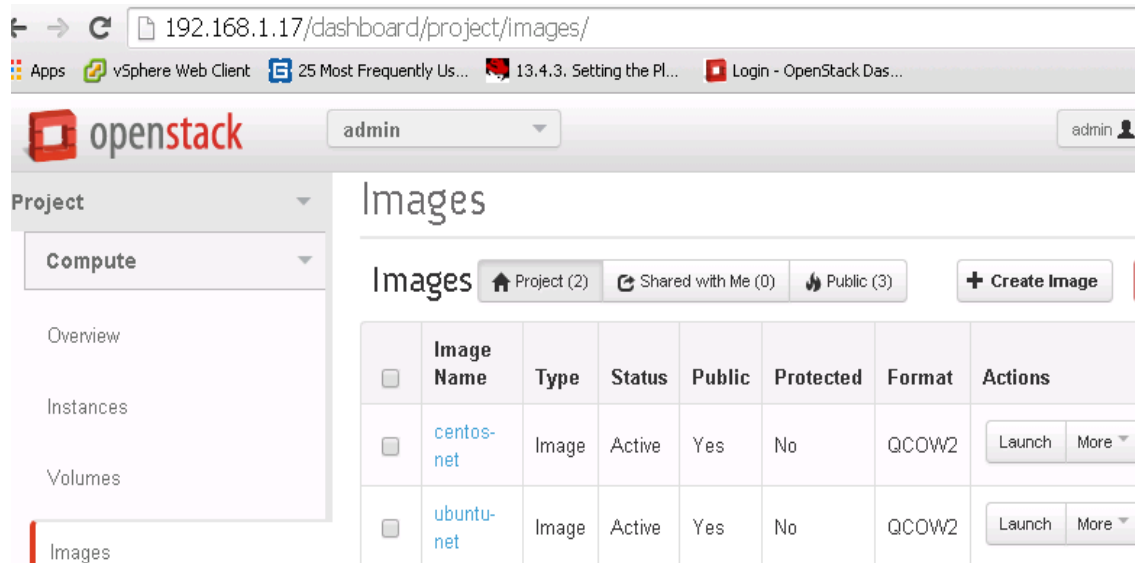 192.168.1.17/dashboard/project/images/
Apps vSphere Web Client 25 Most Frequently Us... 13.4.3. Setting the Pl... Login - OpenStack Das...
openstack admin admin
Project
Images
Compute
Images Project (2) Shared with Me (0) Public (3) + Create Image
Overview
Image
Name Type Status Public Protected Format Actions
Instances
centos-
net Image Active Yes No QCOW2 Launch More
Volumes
ubuntu-
net Image Active Yes No QCOW2 Launch More
Images